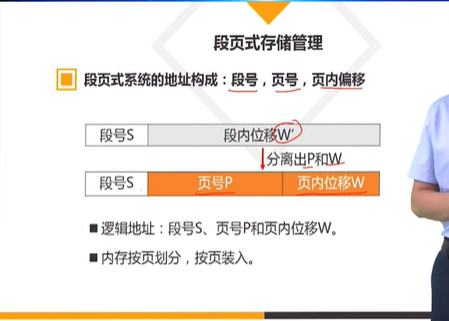 段页式存储管理
段页式系统的地址构成：段号，页号，页内偏移
段号S 段内位移W'
分离出P和W
段号S 页号P 页内位移W
■逻辑地址：段号S、页号P和页内位移W。
■内存按页划分，按页装入。